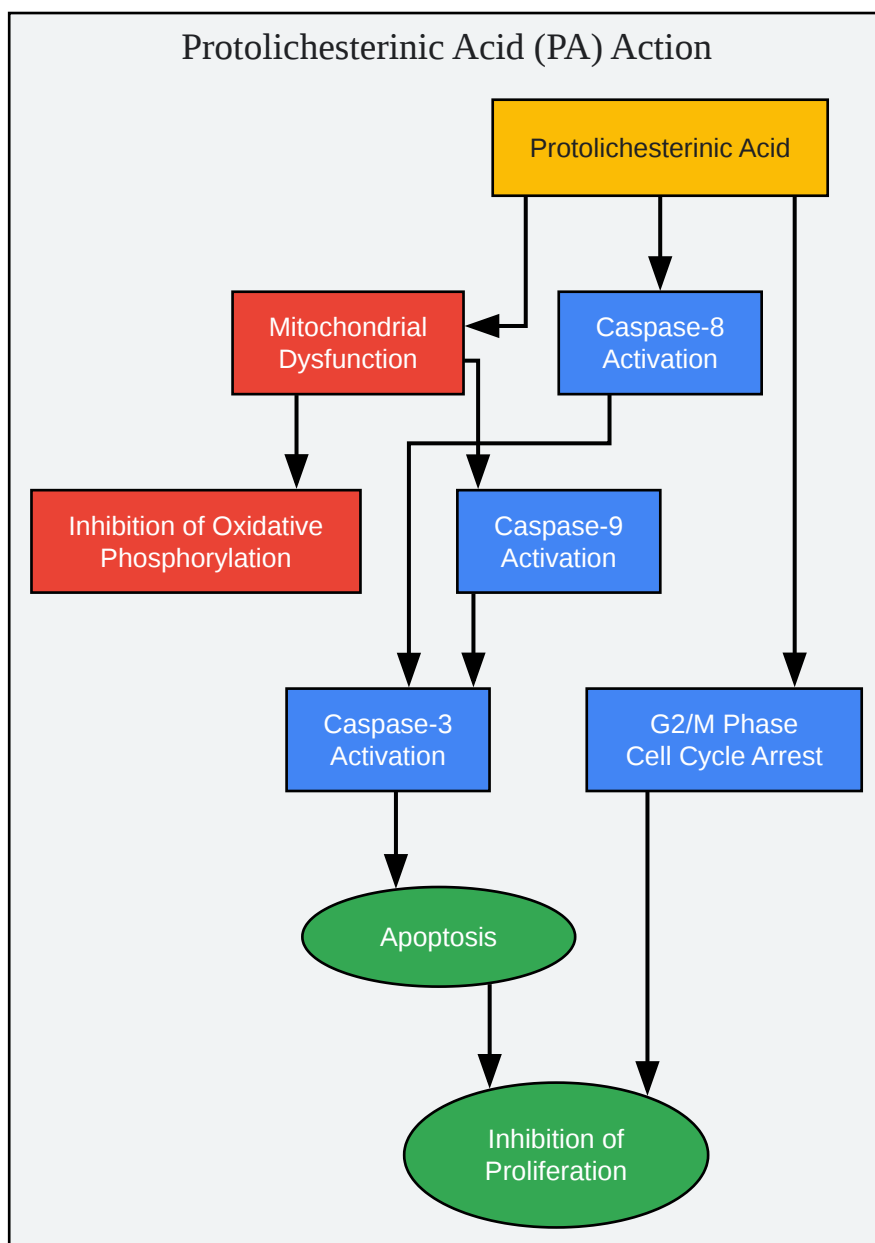 Protolichesterinic Acid (PA) Action
Protolichesterinic Acid
Mitochondrial
Dysfunction
Caspase-8
Activation
Inhibition of Oxidative
Phosphorylation
Caspase-9
Activation
Caspase-3
Activation
G2/M Phase
Cell Cycle Arrest
Apoptosis
Inhibition of
Proliferation